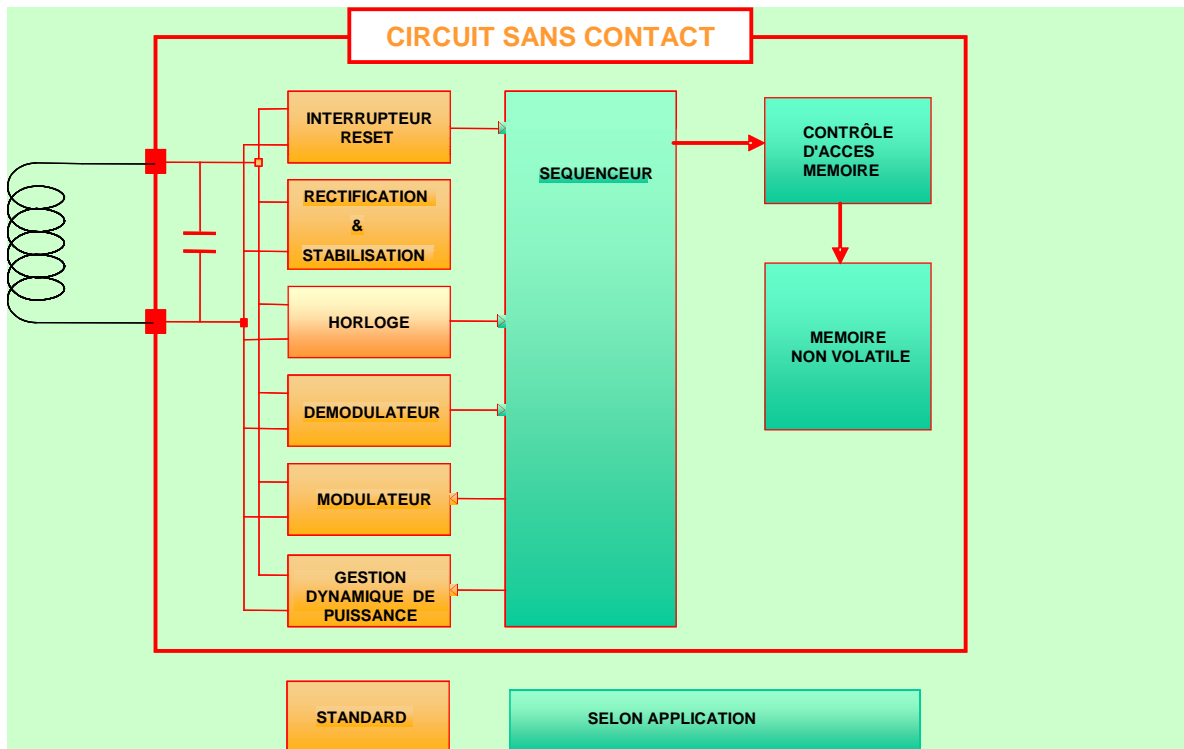 CIRCUIT SANS CONTACT
INTERRUPTEUR
RESET
RECTIFICATION
&
STABILISATION
HORLOGE
DEMODULATEUR
MODULATEUR
GESTION
DYNAMIQUE DE
PUISSANCE
SEQUENCEUR
CONTRÔLE
D'ACCES
MEMOIRE
MEMOIRE
NON VOLATILE
STANDARD
SELON APPLICATION